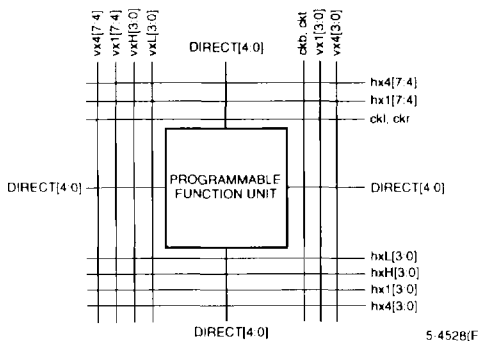 vx4[7:4]
vx1[7:4]
vxH[3:0]
vxL[3:0]
DIRECT[4:0]
ckb, ckt
vx1[3:0]
vx4[3:0]
hx4[7:4]
hx1[7:4]
ckl, ckr
DIRECT[4:0]
PROGRAMMABLE
FUNCTION UNIT
DIRECT[4:0]
hxL[3:0]
hxH[3:0]
hx1[3:0]
hx4[3:0]
DIRECT[4:0]
5-4528(F